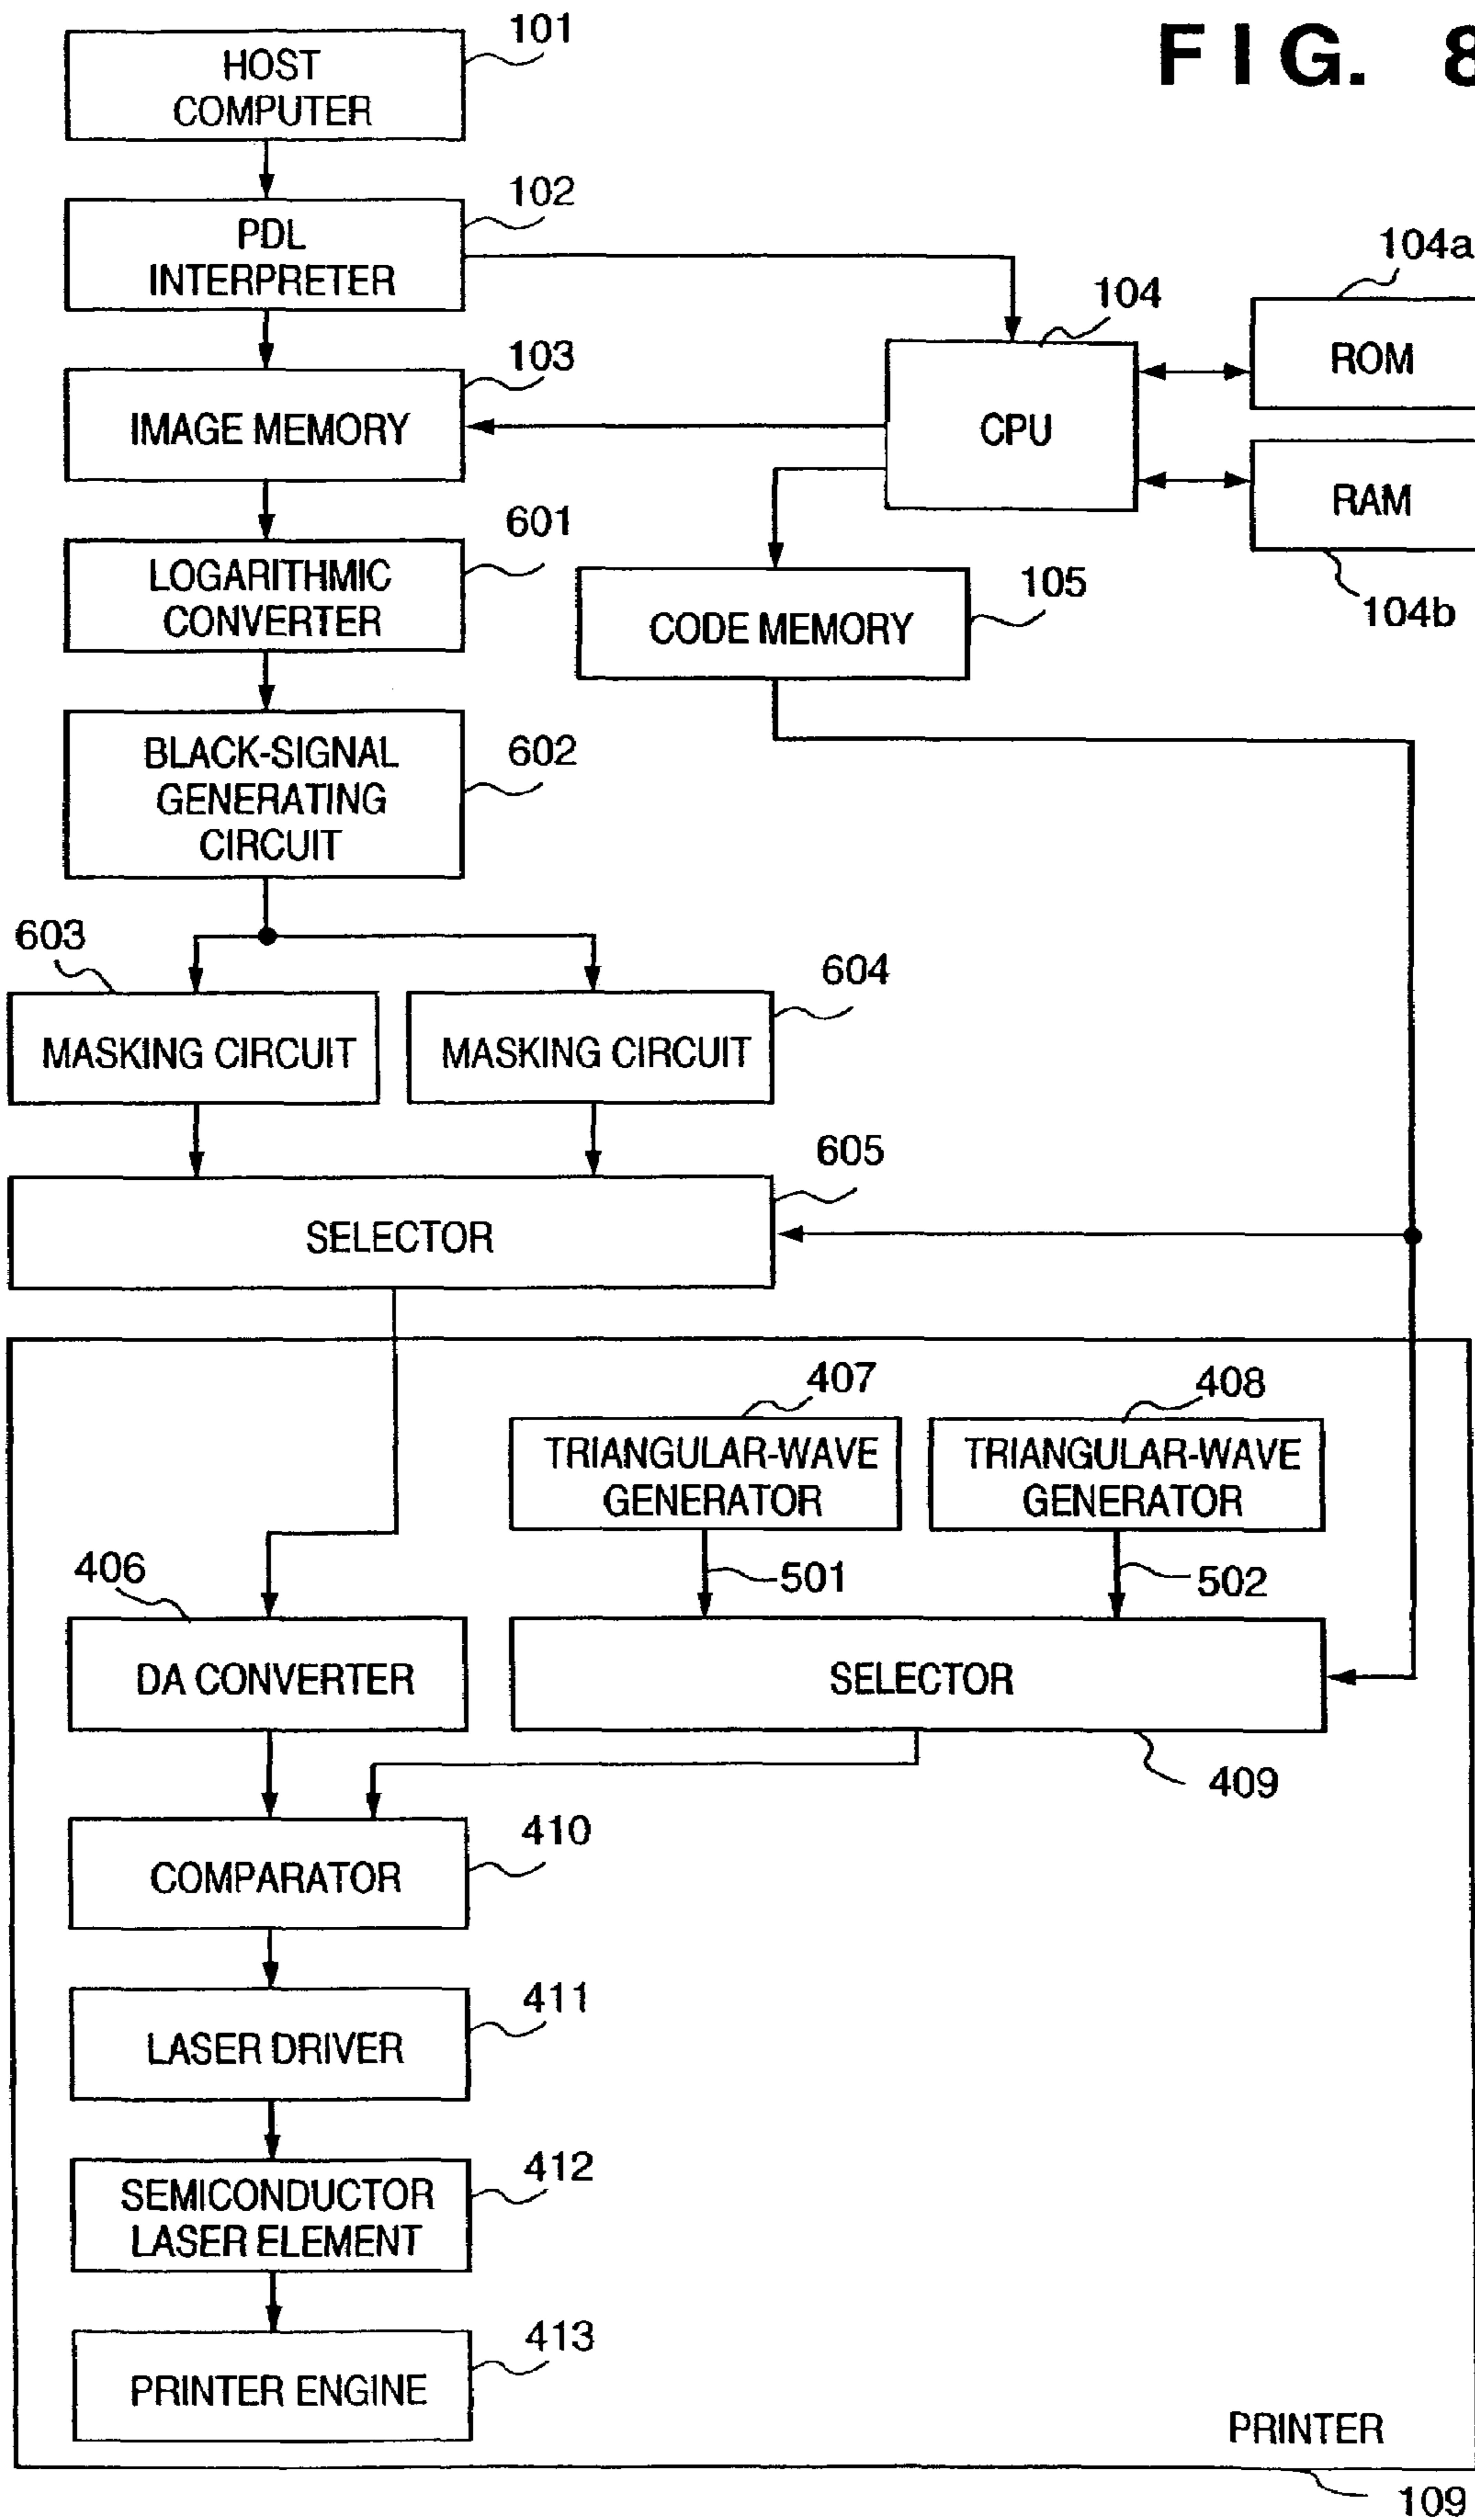 FIG. 8
101
HOST
COMPUTER
102
PDL
INTERPRETER
104a
104
103
ROM
IMAGE MEMORY
CPU
RAM
601
LOGARITHMIC
CONVERTER
105
104b
CODE MEMORY
602
BLACK-SIGNAL
GENERATING
CIRCUIT
603
604
MASKING CIRCUIT
MASKING CIRCUIT
605
SELECTOR
407
408
TRIANGULAR-WAVE
GENERATOR
TRIANGULAR-WAVE
GENERATOR
406
501
502
DA CONVERTER
SELECTOR
409
410
COMPARATOR
411
LASER DRIVER
412
SEMICONDUCTOR
LASER ELEMENT
413
PRINTER ENGINE
PRINTER
109